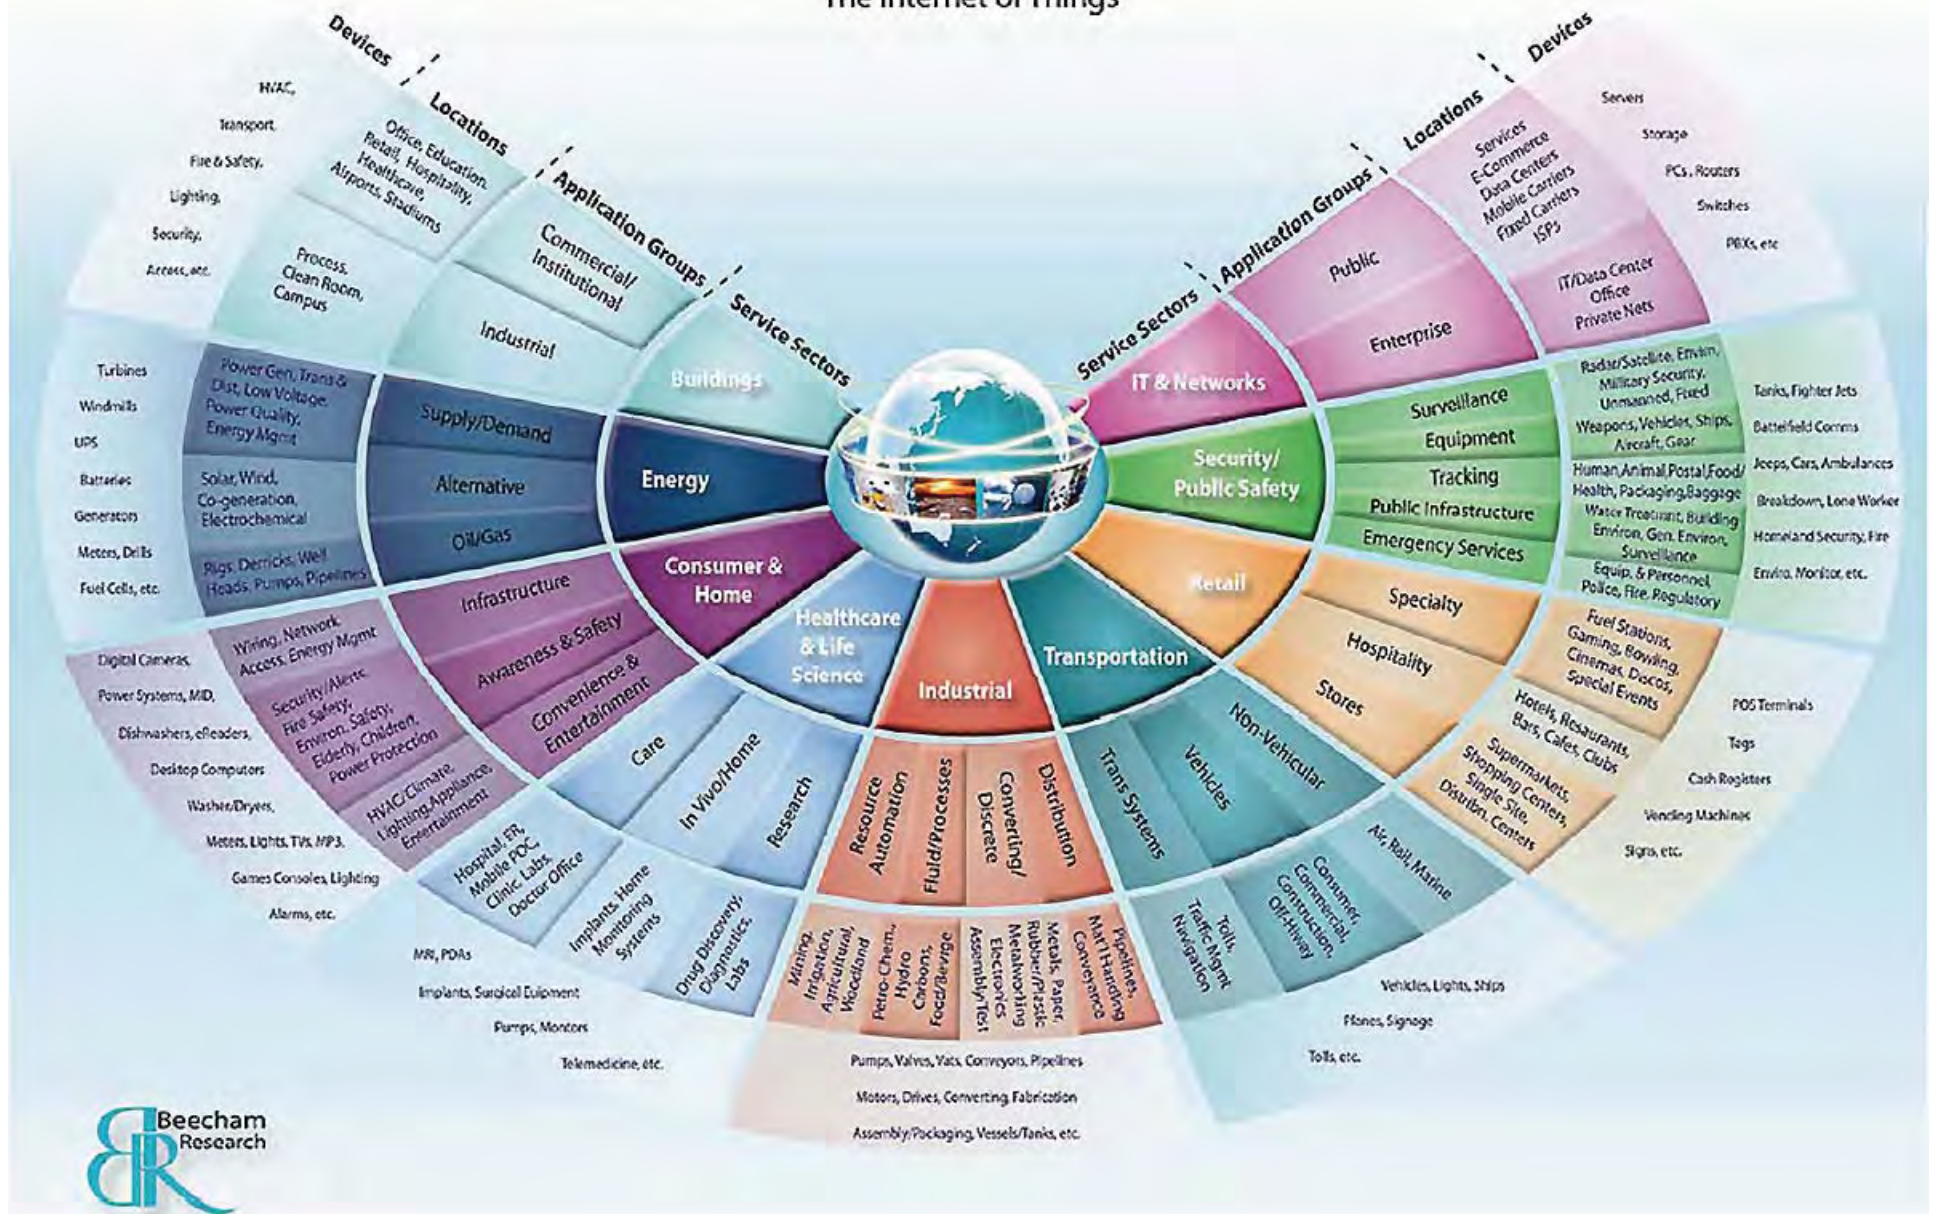 The Internet of Things
Devices
Locations
Application Groups
Service Sectors
Service Sectors
Application Groups
Locations
Devices
HVAC,
Transport,
Fire & Safety,
Lighting,
Security,
Access, etc.
Office, Education,
Retail, Hospitality,
Healthcare,
Airports, Stadiums
Process,
Clean Room,
Campus
Commercial/
Institutional
Industrial
Buildings
Turbines
Windmills
UPS
Batteries
Generators
Meters, Drills
Fuel Cells, etc.
Power Gen, Trans &
Dist, Low Voltage,
Power Quality,
Energy Mgmt
Solar, Wind,
Co-generation,
Electrochemical
Rigs, Derricks, Well
Heads, Pumps, Pipelines
Supply/Demand
Alternative
Oil/Gas
Energy
Digital Cameras,
Power Systems, MID,
Dishwashers, eReaders,
Desktop Computers
Washer/Dryers,
Meters, Lights, TVs, MP3,
Games Consoles, Lighting
Alarms, etc.
Wiring, Network
Access, Energy Mgmt
Security/Alerts,
Fire Safety,
Environ. Safety,
Elderly, Children,
Power Protection
HVAC/Climate,
Lighting, Appliance,
Entertainment
Infrastructure
Awareness & Safety
Convenience &
Entertainment
Consumer &
Home
MRI, PDAs
Implants, Surgical Euipment
Pumps, Montors
Telemedicine, etc.
Hospital, ER,
Mobile POC,
Clinic, Labs,
Doctor Office
Implants, Home
Monitoring
Systems
Drug Discovery,
Diagnostics,
Labs
Care
In Vivo/Home
Research
Healthcare
& Life
Science
Industrial
Resource
Automation
Fluid/Processes
Converting/
Discrete
Distribution
Mining,
Irrigation,
Agricultural,
Woodland
Petro-Chem.,
Hydro
Carbons,
Food/Bevrge
Metals, Paper,
Rubber/Plastic
Metalworking
Electronics
Assembly/Test
Pipelines,
Mat'l Handling
Conveyance
Pumps, Valves, Vats, Conveyors, Pipelines
Motors, Drives, Converting, Fabrication
Assembly/Packaging, Vessels/Tanks, etc.
Transportation
Trans Systems
Vehicles
Non-Vehicular
Tolls,
Traffic Mgmt
Navigation
Consumer,
Commercial,
Construction,
Off-Hiway
Air, Rail, Marine
Vehicles, Lights, Ships
Planes, Signage
Tolls, etc.
Retail
Specialty
Hospitality
Stores
Fuel Stations,
Gaming, Bowling,
Cinemas, Discos,
Special Events
Hotels, Resaurants,
Bars, Cafes, Clubs
Supermarkets,
Shopping Centers,
Single Site,
Distribn. Centers
POS Terminals
Tags
Cash Registers
Vending Machines
Signs, etc.
Security/
Public Safety
Surveillance
Equipment
Tracking
Public Infrastructure
Emergency Services
Radar/Satellite, Environ,
Military Security,
Unmanned, Fixed
Weapons, Vehicles, Ships,
Aircraft, Gear
Human, Animal, Postal, Food/
Health, Packaging, Baggage
Water Treatmnt, Building
Environ, Gen. Environ,
Surveillance
Equip. & Personnel,
Police, Fire, Regulatory
Tanks, Fighter Jets
Battelfield Comms
Jeeps, Cars, Ambulances
Breakdown, Lone Worker
Homeland Security, Fire
Enviro. Monitor, etc.
IT & Networks
Public
Enterprise
Services
E-Commerce
Data Centers
Mobile Carriers
Fixed Carriers
ISPs
IT/Data Center
Office
Private Nets
Servers
Storage
PCs, Routers
Switches
PBXs, etc
Beecham
Research
BR